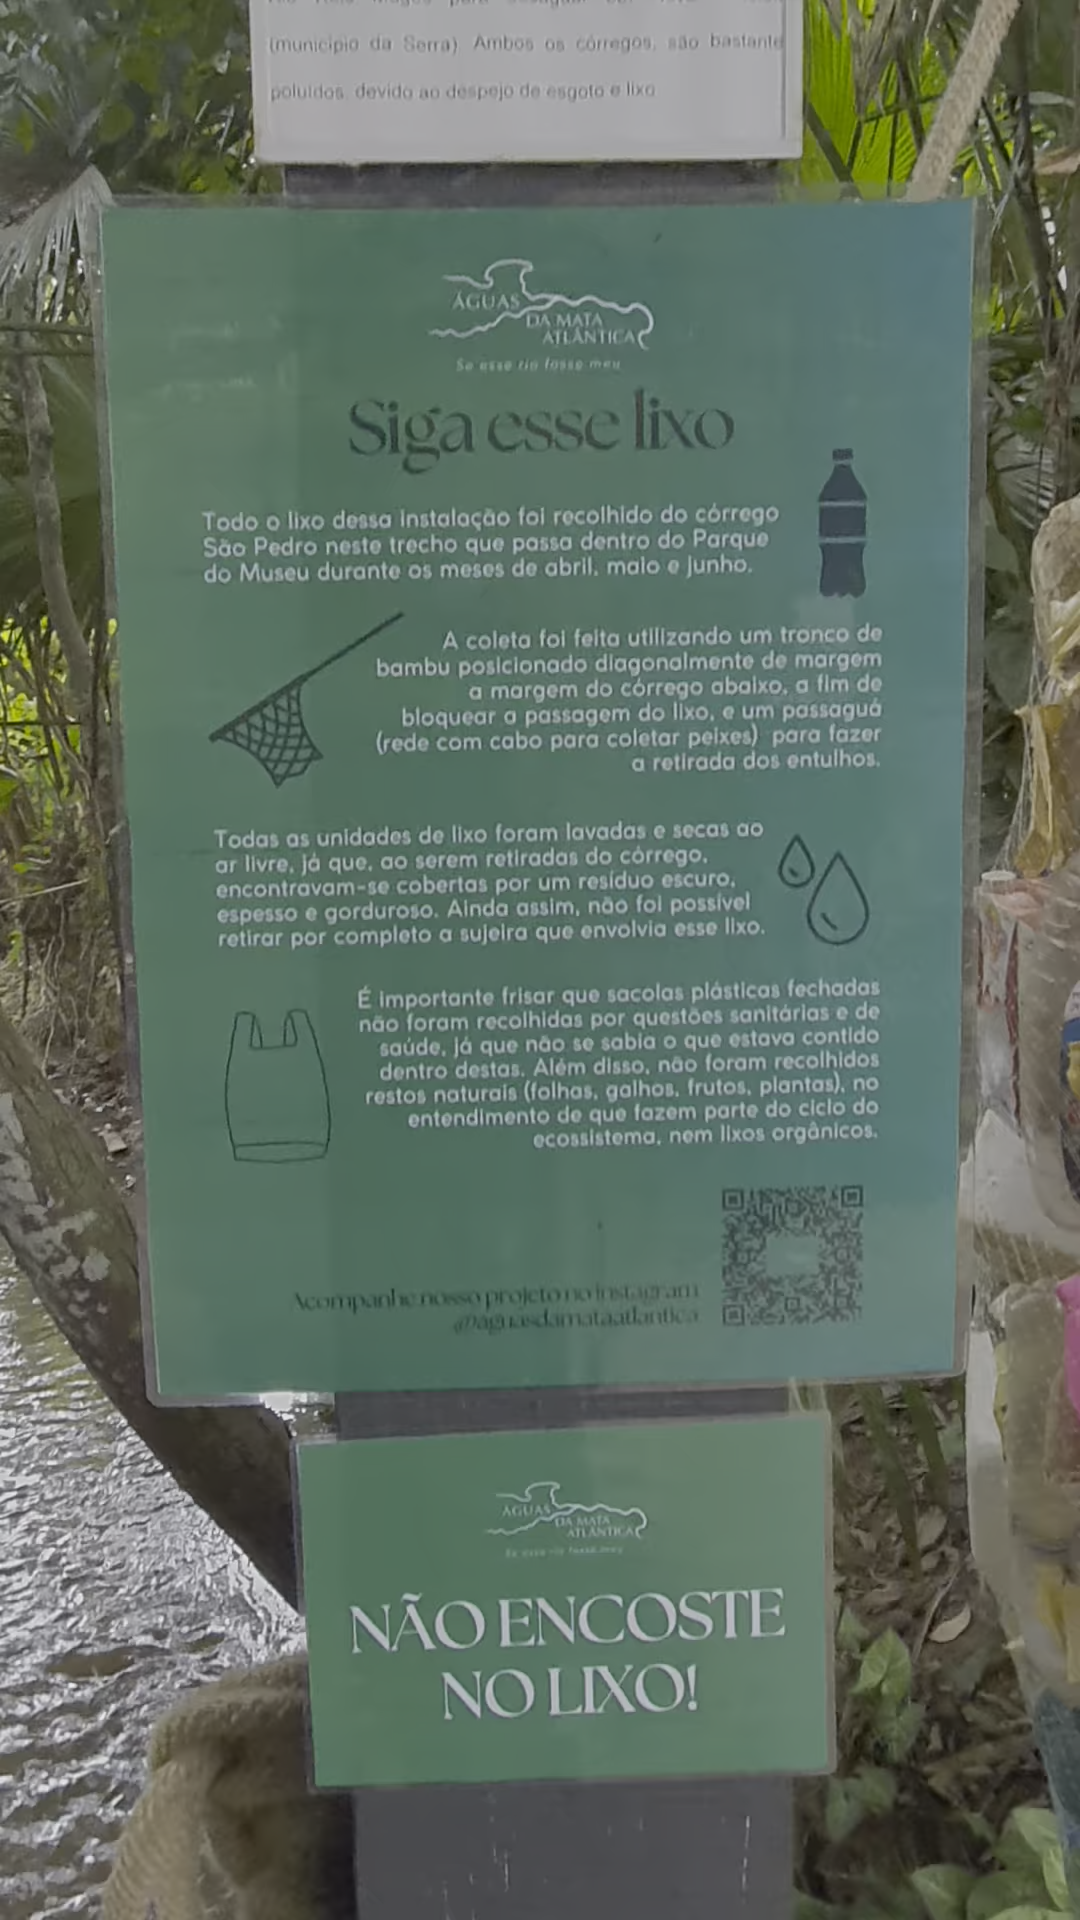 (município da Serra). Ambos os córregos, são bastante
poluídos, devido ao despejo de esgoto e lixo
ÁGUAS
DA MATA
ATLÂNTICA
Se esse rio fosse meu
Siga esse lixo
Todo o lixo dessa instalação foi recolhido do córrego
São Pedro neste trecho que passa dentro do Parque
do Museu durante os meses de abril, maio e junho.
A coleta foi feita utilizando um tronco de
bambu posicionado diagonalmente de margem
a margem do córrego abaixo, a fim de
bloquear a passagem do lixo, e um passaguá
(rede com cabo para coletar peixes) para fazer
a retirada dos entulhos.
Todas as unidades de lixo foram lavadas e secas ao
ar livre, já que, ao serem retiradas do córrego,
encontravam-se cobertas por um resíduo escuro,
espesso e gorduroso. Ainda assim, não foi possível
retirar por completo a sujeira que envolvia esse lixo.
É importante frisar que sacolas plásticas fechadas
não foram recolhidas por questões sanitárias e de
saúde, já que não se sabia o que estava contido
dentro destas. Além disso, não foram recolhidos
restos naturais (folhas, galhos, frutos, plantas), no
entendimento de que fazem parte do ciclo do
ecossistema, nem lixos orgânicos.
Acompanhe nosso projeto no instagram
@aguasdamataatlantica
ÁGUAS
DA MATA
ATLÂNTICA
Se esse rio fosse meu
NÃO ENCOSTE
NO LIXO!